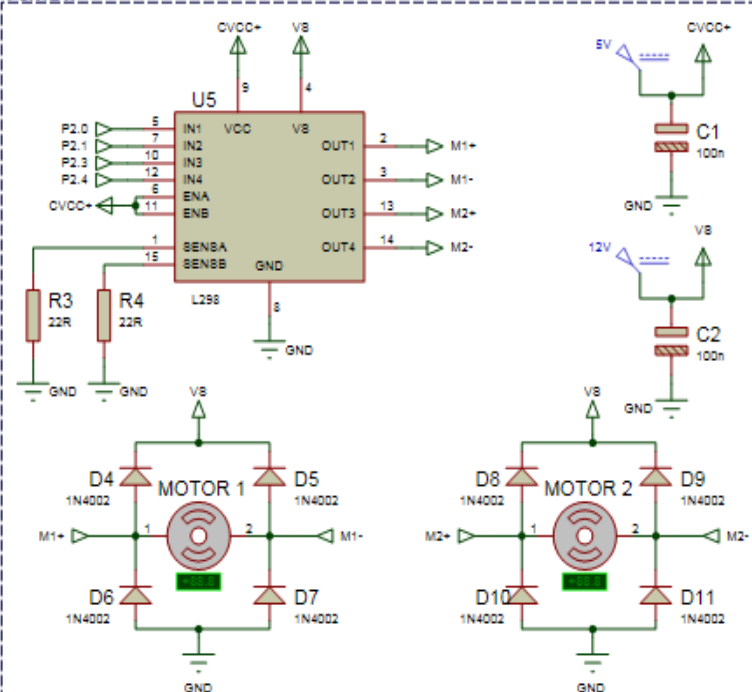 CVCC+ V8 5V CVCC+
9 4
U5
P2.0 5 IN1 VCC V8
P2.1 7 IN2 OUT1 2 M1+
P2.3 10 IN3
P2.4 12 IN4 OUT2 3 M1-
6 ENA
CVCC+ 11 ENB OUT3 13 M2+
1 SENSA OUT4 14 M2-
15 SENSB GND
L298 8
GND
R3
22R
R4
22R
GND GND
C1
100n
GND
12V V8
C2
100n
GND
V8 V8
D4
1N4002
MOTOR 1
D5
1N4002
M1+ 1 2 M1-
+88.8
D6
1N4002
D7
1N4002
GND
D8
1N4002
MOTOR 2
D9
1N4002
M2+ 1 2 M2-
+88.8
D10
1N4002
D11
1N4002
GND